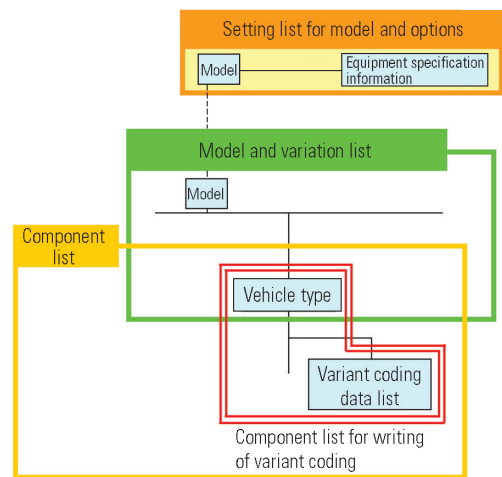 Setting list for model and options
Model
Equipment specification
information
Model and variation list
Model
Component
list
Vehicle type
Variant coding
data list
Component list for writing
of variant coding